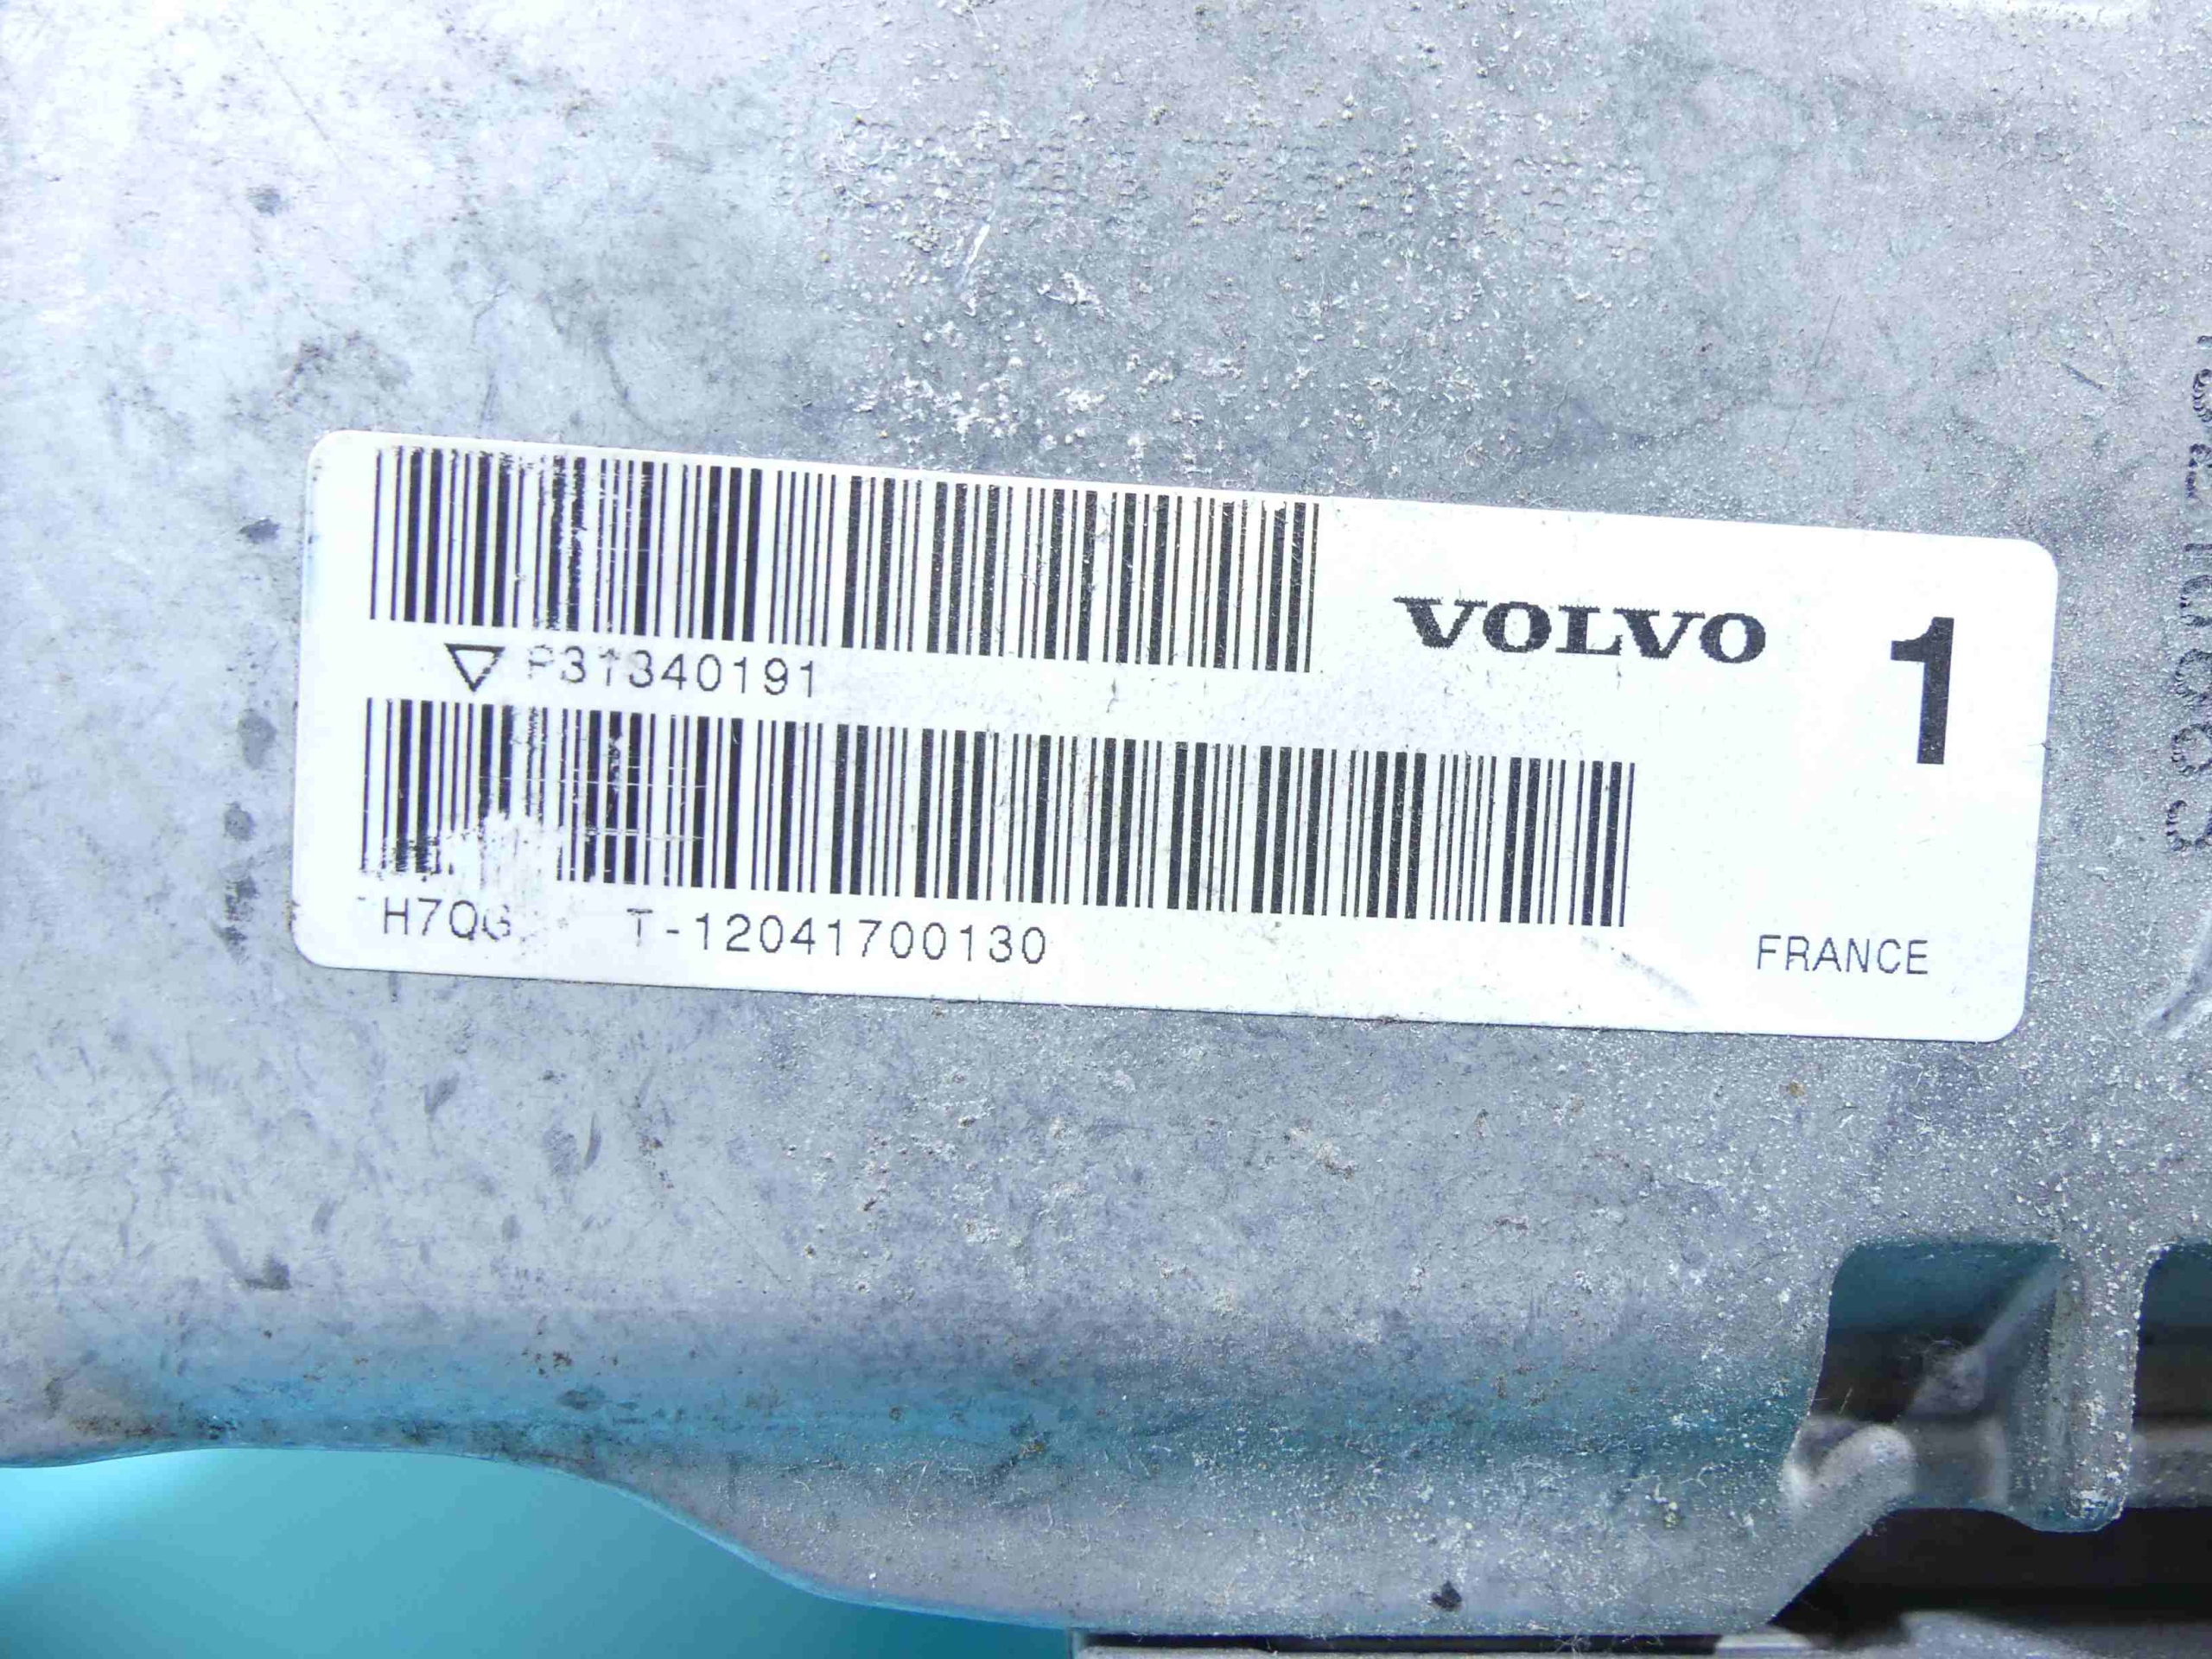 P31340191
VOLVO
1
H7QG T-12041700130
FRANCE